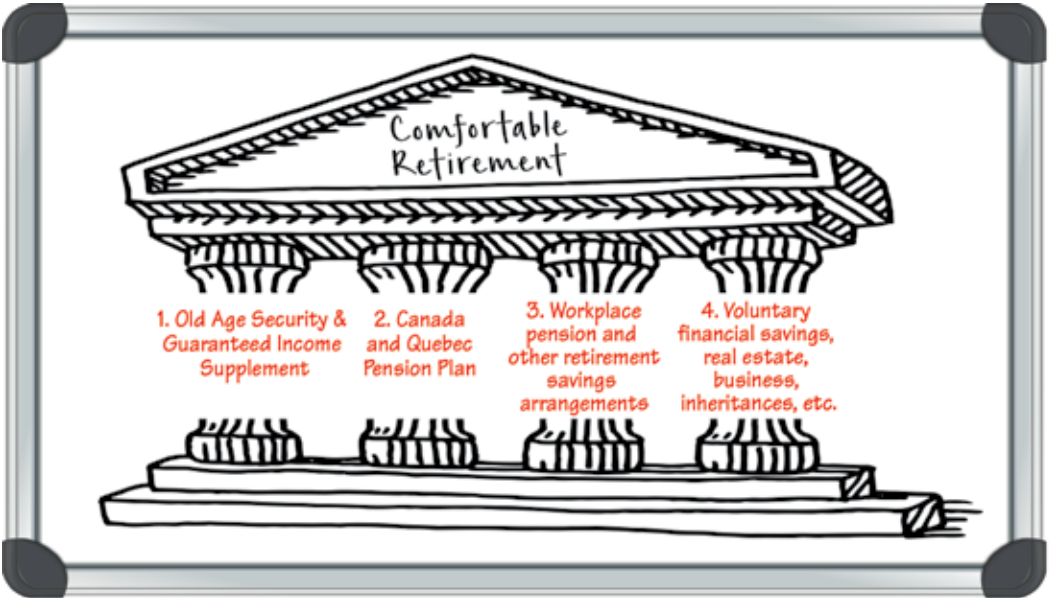 Comfortable
Retirement
1. Old Age Security &
Guaranteed Income
Supplement
2. Canada
and Quebec
Pension Plan
3. Workplace
pension and
other retirement
savings
arrangements
4. Voluntary
financial savings,
real estate,
business,
inheritances, etc.